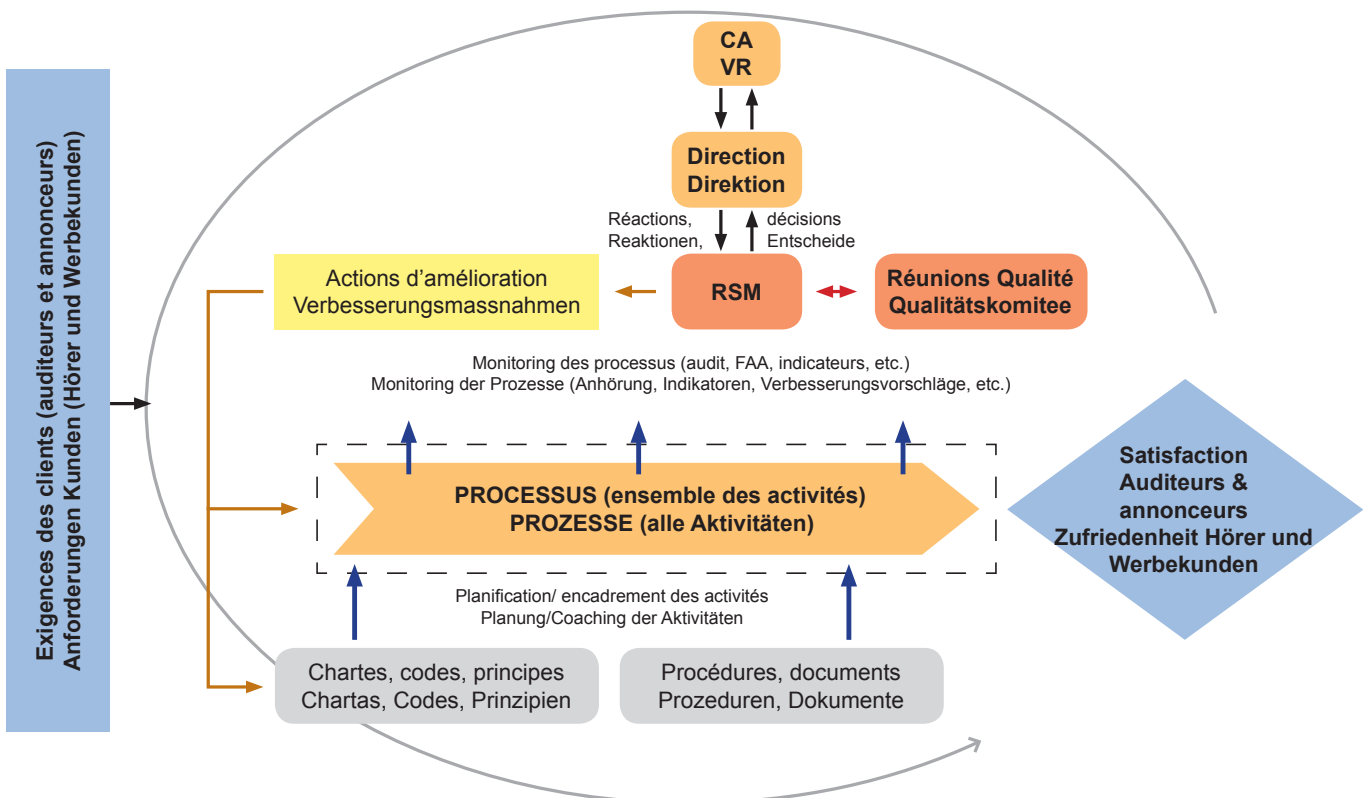 Exigences des clients (auditeurs et annonceurs)
Anforderungen Kunden (Hörer und Werbekunden)
CA
VR
Direction
Direktion
Réactions,
Reaktionen,
décisions
Entscheide
Actions d’amélioration
Verbesserungsmassnahmen
RSM
Réunions Qualité
Qualitätskomitee
Monitoring des processus (audit, FAA, indicateurs, etc.)
Monitoring der Prozesse (Anhörung, Indikatoren, Verbesserungsvorschläge, etc.)
PROCESSUS (ensemble des activités)
PROZESSE (alle Aktivitäten)
Satisfaction
Auditeurs &
annonceurs
Zufriedenheit Hörer und
Werbekunden
Planification/ encadrement des activités
Planung/Coaching der Aktivitäten
Chartes, codes, principes
Chartas, Codes, Prinzipien
Procédures, documents
Prozeduren, Dokumente